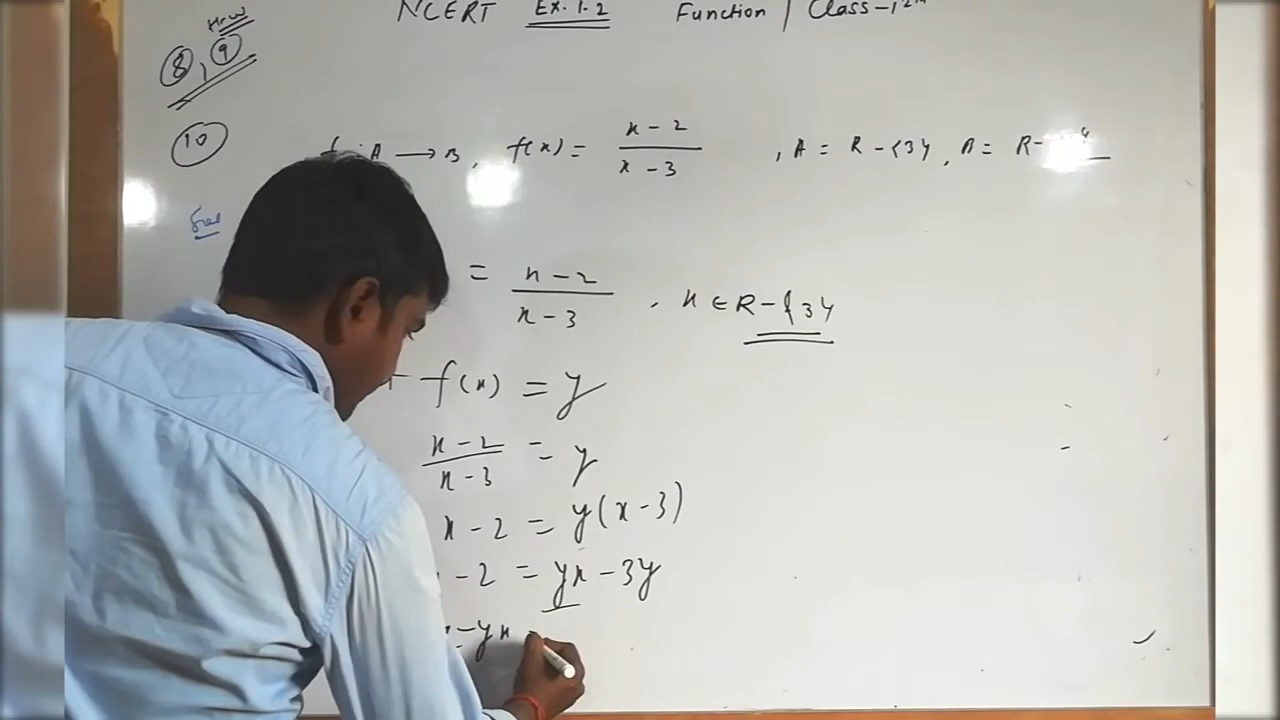 NCERT Ex. 1.2 Function / Class-12th
H.W
8, 9
10 f: A → B, f(x) = x-2/x-3 , A = R-{3}, B = R-
Sol
= x-2/x-3 , x ∈ R-{3}
f(x) = y
x-2/x-3 = y
x-2 = y(x-3)
-2 = yx-3y
-yx